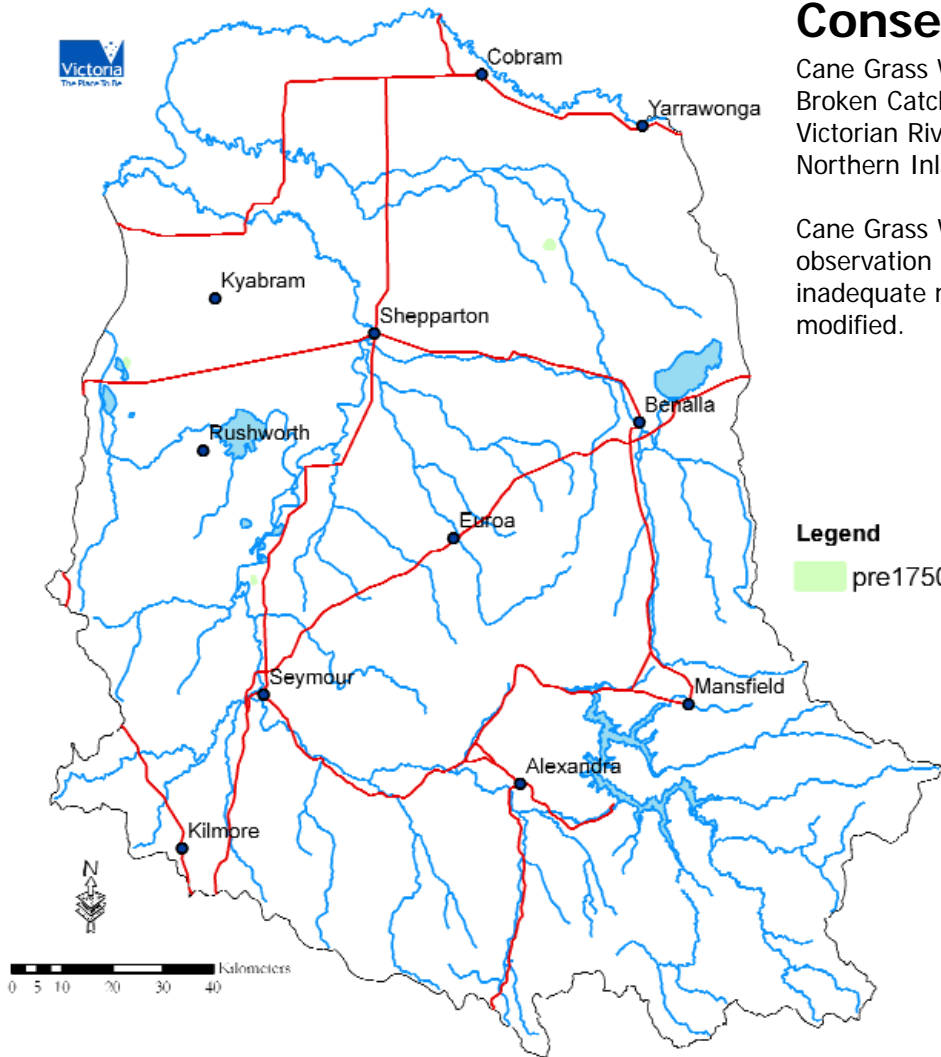 Conse
Victoria
The Place To Be
Cane Grass W
Broken Catch
Victorian Riv
Northern Inl
Cane Grass W
observation
inadequate r
modified.
Cobram
Yarrawonga
Kyabram
Shepparton
Benalla
Rushworth
Euroa
Legend
pre1750
Seymour
Mansfield
Alexandra
Kilmore
N
Kilometers
0 5 10 20 30 40